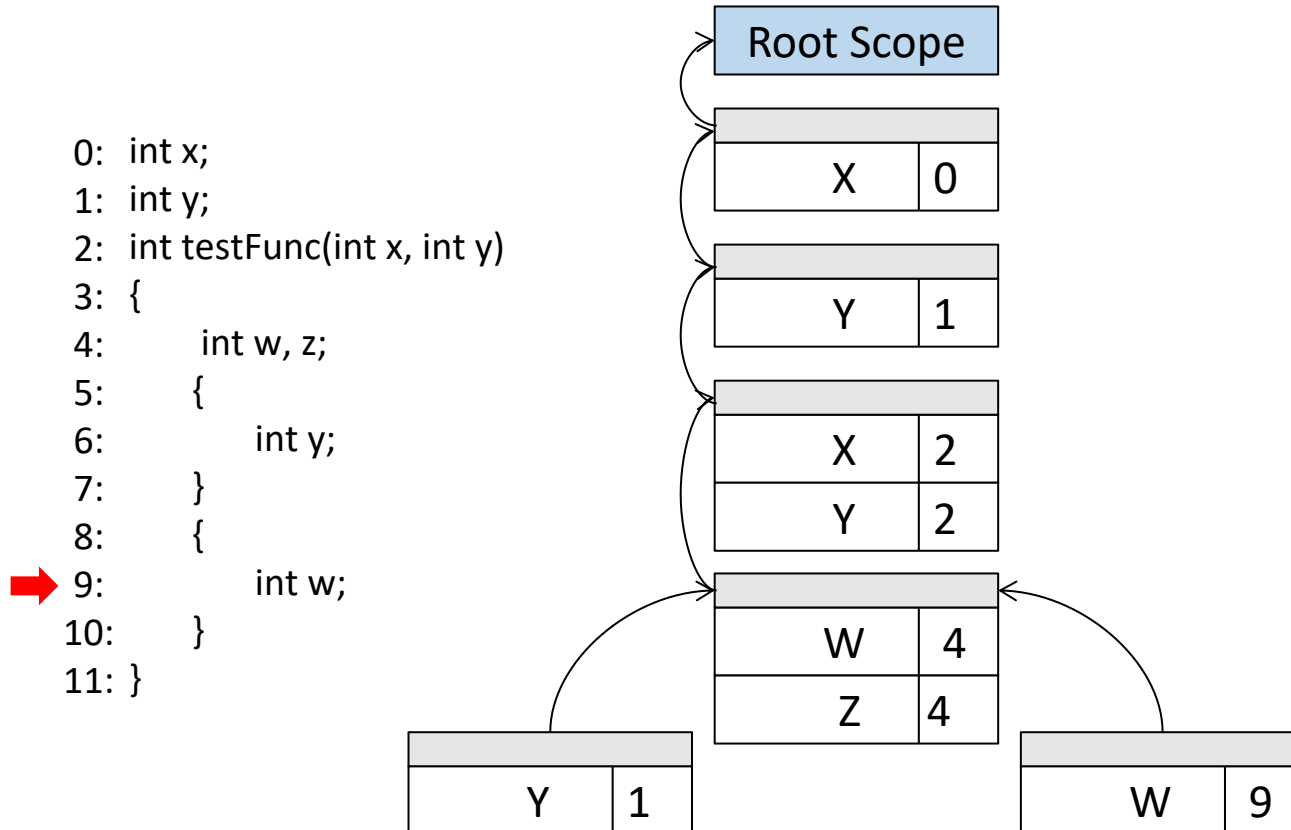 Root Scope
0: int x;
1: int y;
2: int testFunc(int x, int y)
3: {
4: int w, z;
5: {
6: int y;
7: }
8: {
9: int w;
10: }
11: }
X 0
Y 1
X 2
Y 2
W 4
Z 4
Y 1
W 9